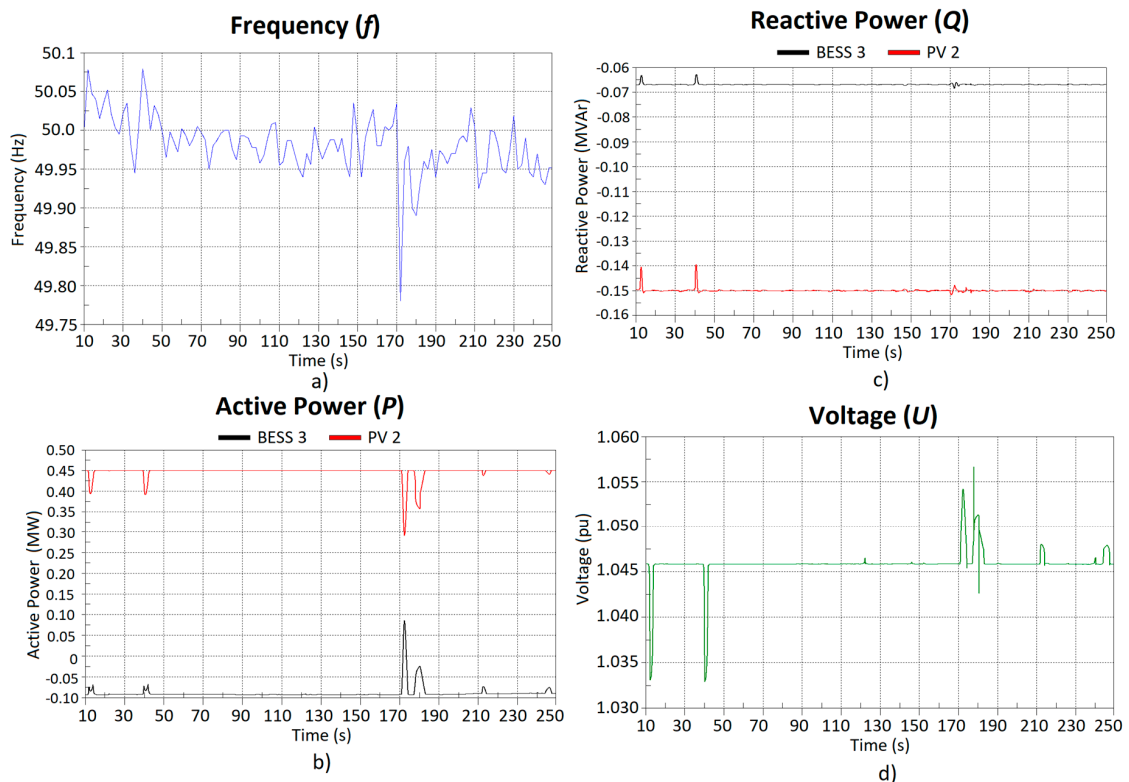 Frequency (f)
50.1
50.05
50.0
49.95
49.90
49.85
49.80
49.75
Frequency (Hz)
10 30 40 50 70 90 110 130 150 170 190 210 230 250
Time (s)
a)
Active Power (P)
BESS 3 PV 2
0.50
0.45
0.40
0.35
0.30
0.25
0.20
0.15
0.10
0.05
0
-0.05
-0.10
Active Power (MW)
10 30 50 70 90 110 130 150 170 190 210 230 250
Time (s)
b)
Reactive Power (Q)
BESS 3 PV 2
-0.06
-0.07
-0.08
-0.09
-0.10
-0.12
-0.13
-0.14
-0.15
-0.16
Reactive Power (MVAr)
10 30 50 70 90 110 130 150 170 190 210 230 250
Time (s)
c)
Voltage (U)
1.060
1.050
1.045
1.040
1.035
1.030
Voltage (pu)
10 30 50 70 90 110 130 150 170 190 210 230 250
Time (s)
d)